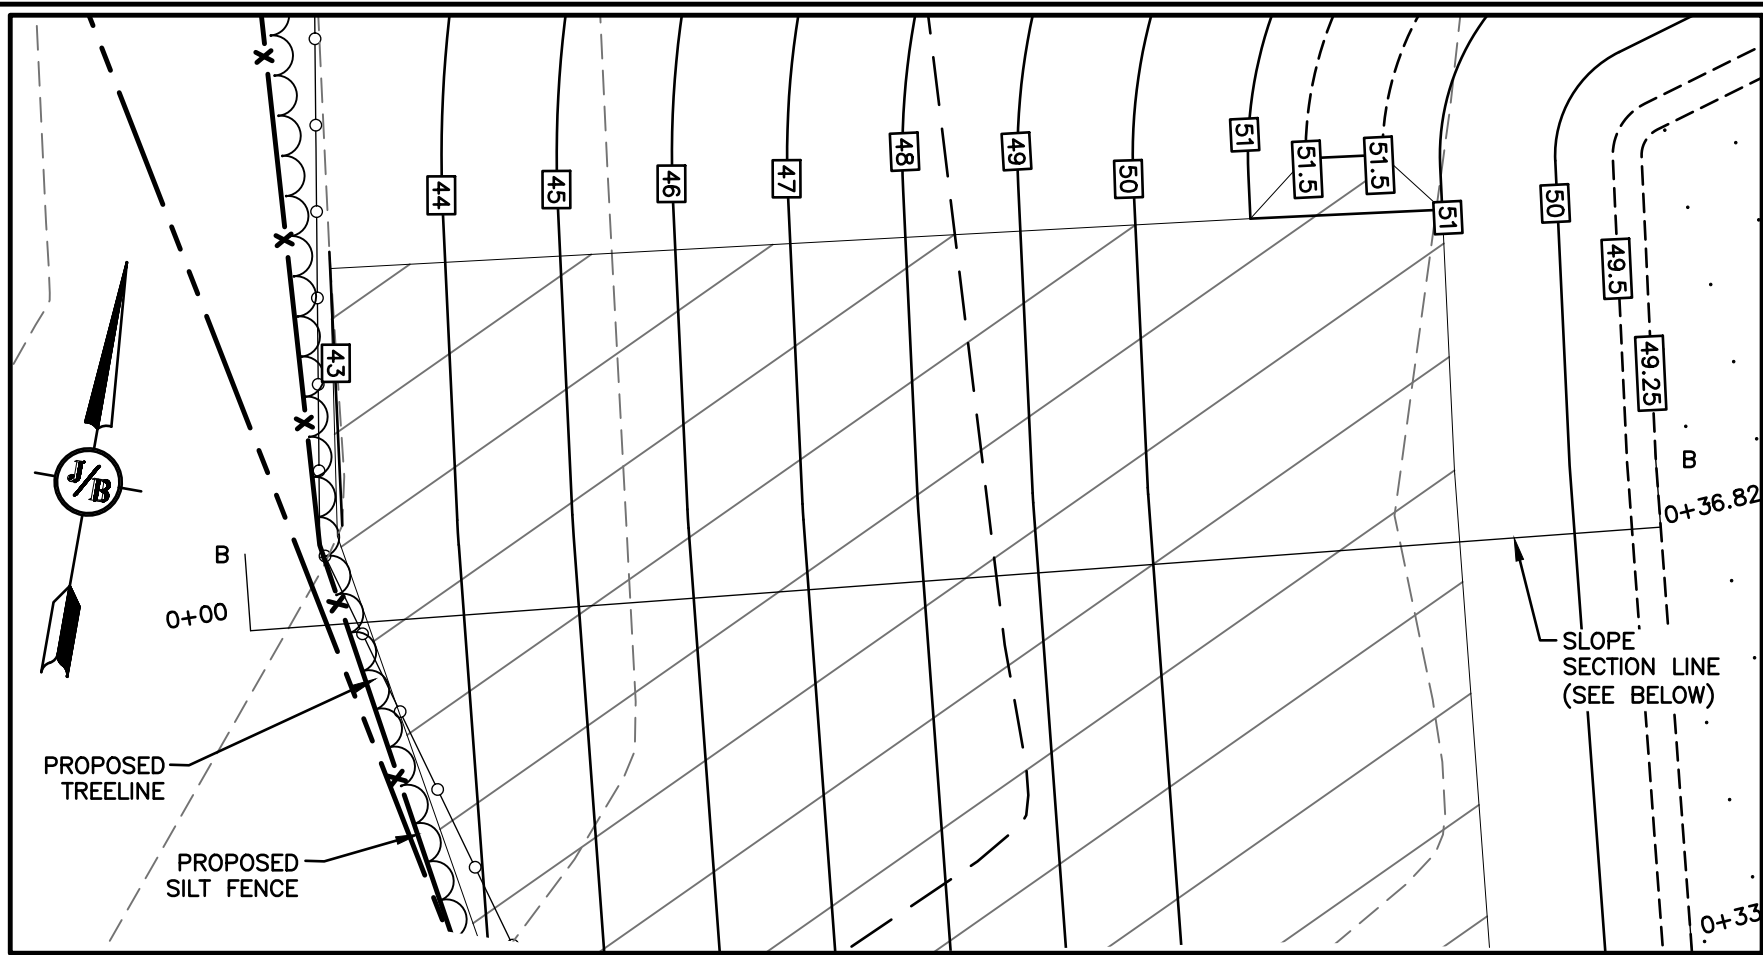 44
45
46
47
48
49
50
51
51.5
51.5
51
50
49.5
49.25
43
J/B
B
0+36.82
B
0+00
SLOPE
SECTION LINE
(SEE BELOW)
PROPOSED
TREELINE
PROPOSED
SILT FENCE
0+33